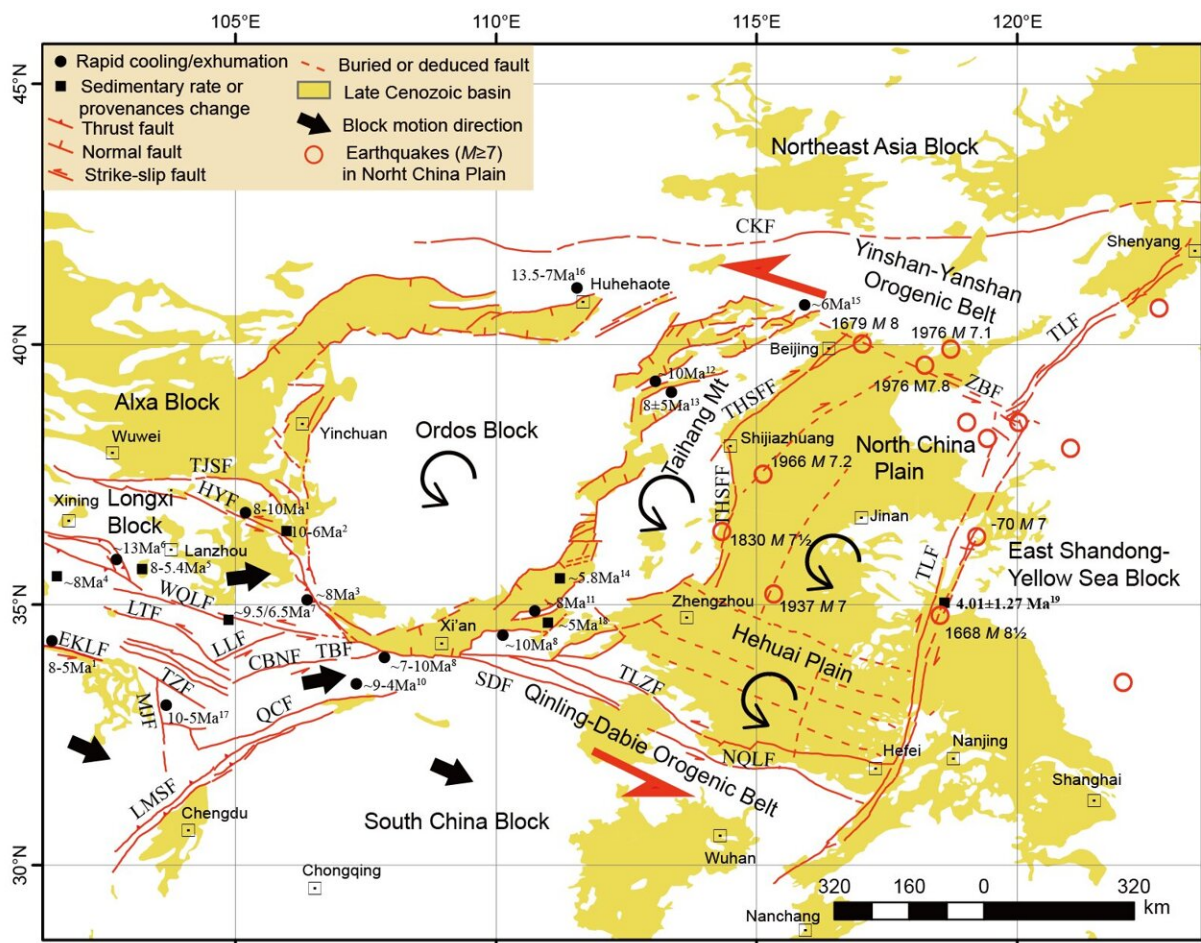 105°E
110°E
115°E
120°E
45°N
40°N
35°N
30°N
Rapid cooling/exhumation
Sedimentary rate or
provenances change
Thrust fault
Normal fault
Strike-slip fault
Buried or deduced fault
Late Cenozoic basin
Block motion direction
Earthquakes (M≥7)
in Norht China Plain
Northeast Asia Block
CKF
Shenyang
Yinshan-Yanshan
Orogenic Belt
13.5-7Ma16
Huhehaote
~6Ma15
1679 M 8
1976 M 7.1
TLF
Beijing
1976 M7.8
ZBF
~10Ma12
8±5Ma13
THSFF
Taihang Mt
Alxa Block
Wuwei
Yinchuan
Ordos Block
Shijiazhuang
North China
Plain
TJSF
HYF
1966 M 7.2
THSFF
Xining
Longxi
Block
8-10Ma1
10-6Ma2
Jinan
-70 M 7
1830 M 7½
~13Ma6
Lanzhou
8-5.4Ma5
East Shandong-
Yellow Sea Block
TLF
~8Ma4
~5.8Ma14
WQLF
~8Ma3
~9.5/6.5Ma7
8Ma11
Zhengzhou
1937 M 7
4.01±1.27 Ma19
1668 M 8½
LTF
EKLF
LLF
Xi'an
~5Ma18
~10Ma8
Hehuai Plain
8-5Ma1
CBNF
TBF
~7-10Ma8
~9-4Ma10
TZF
SDF
TLZF
MJF
10-5Ma17
QCF
Qinling-Dabie Orogenic Belt
NQLF
Hefei
Nanjing
Shanghai
LMSF
Chengdu
South China Block
Wuhan
Chongqing
Nanchang
320 160 0 320
km